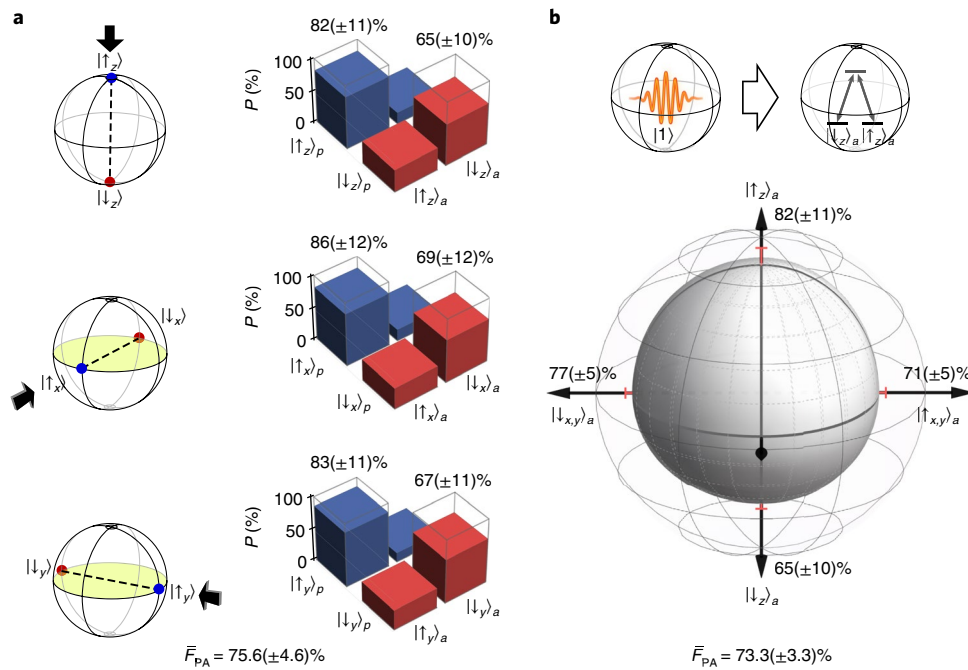 a
|↑z⟩
|↓z⟩
82(±11)%
65(±10)%
P (%)
100
50
0
|↑z⟩p
|↓z⟩p
|↑z⟩a
|↓z⟩a
|↓x⟩
|↑x⟩
86(±12)%
69(±12)%
P (%)
100
50
0
|↑x⟩p
|↓x⟩p
|↑x⟩a
|↓x⟩a
|↓y⟩
|↑y⟩
83(±11)%
67(±11)%
P (%)
100
50
0
|↑y⟩p
|↓y⟩p
|↑y⟩a
|↓y⟩a
F̄PA = 75.6(±4.6)%
b
|1⟩
|↓z⟩a |↑z⟩a
|↑z⟩a
82(±11)%
77(±5)%
71(±5)%
|↓x,y⟩a
|↑x,y⟩a
65(±10)%
|↓z⟩a
F̄PA = 73.3(±3.3)%